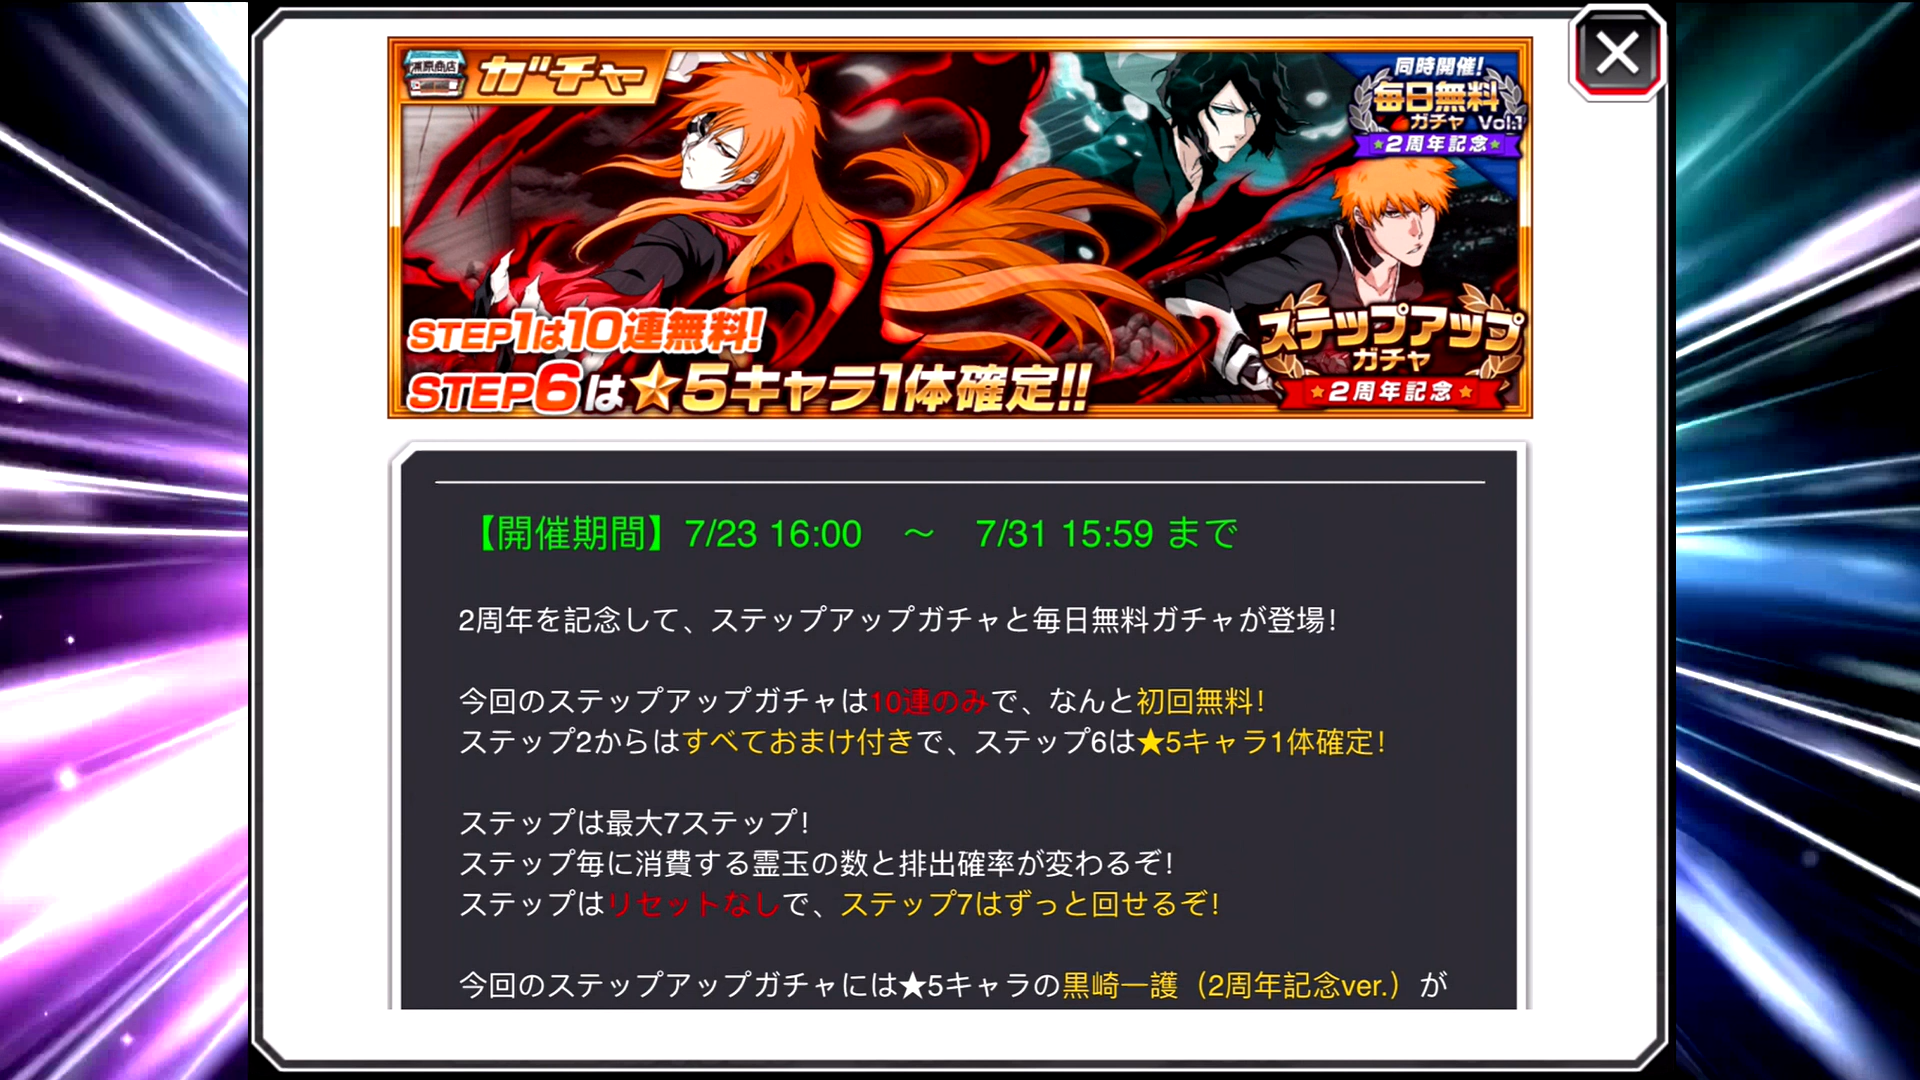 浦原商店
ガチャ
同時開催!
毎日無料
ガチャ Vol.1
2周年記念
STEP1は10連無料!
STEP6は★5キャラ1体確定!!
ステップアップ
ガチャ
★2周年記念★
【開催期間】7/23 16:00 ～ 7/31 15:59 まで
2周年を記念して、ステップアップガチャと毎日無料ガチャが登場!
今回のステップアップガチャは10連のみで、なんと初回無料!
ステップ2からはすべておまけ付きで、ステップ6は★5キャラ1体確定!
ステップは最大7ステップ!
ステップ毎に消費する霊玉の数と排出確率が変わるぞ!
ステップはリセットなしで、ステップ7はずっと回せるぞ!
今回のステップアップガチャには★5キャラの黒崎一護（2周年記念ver.）が